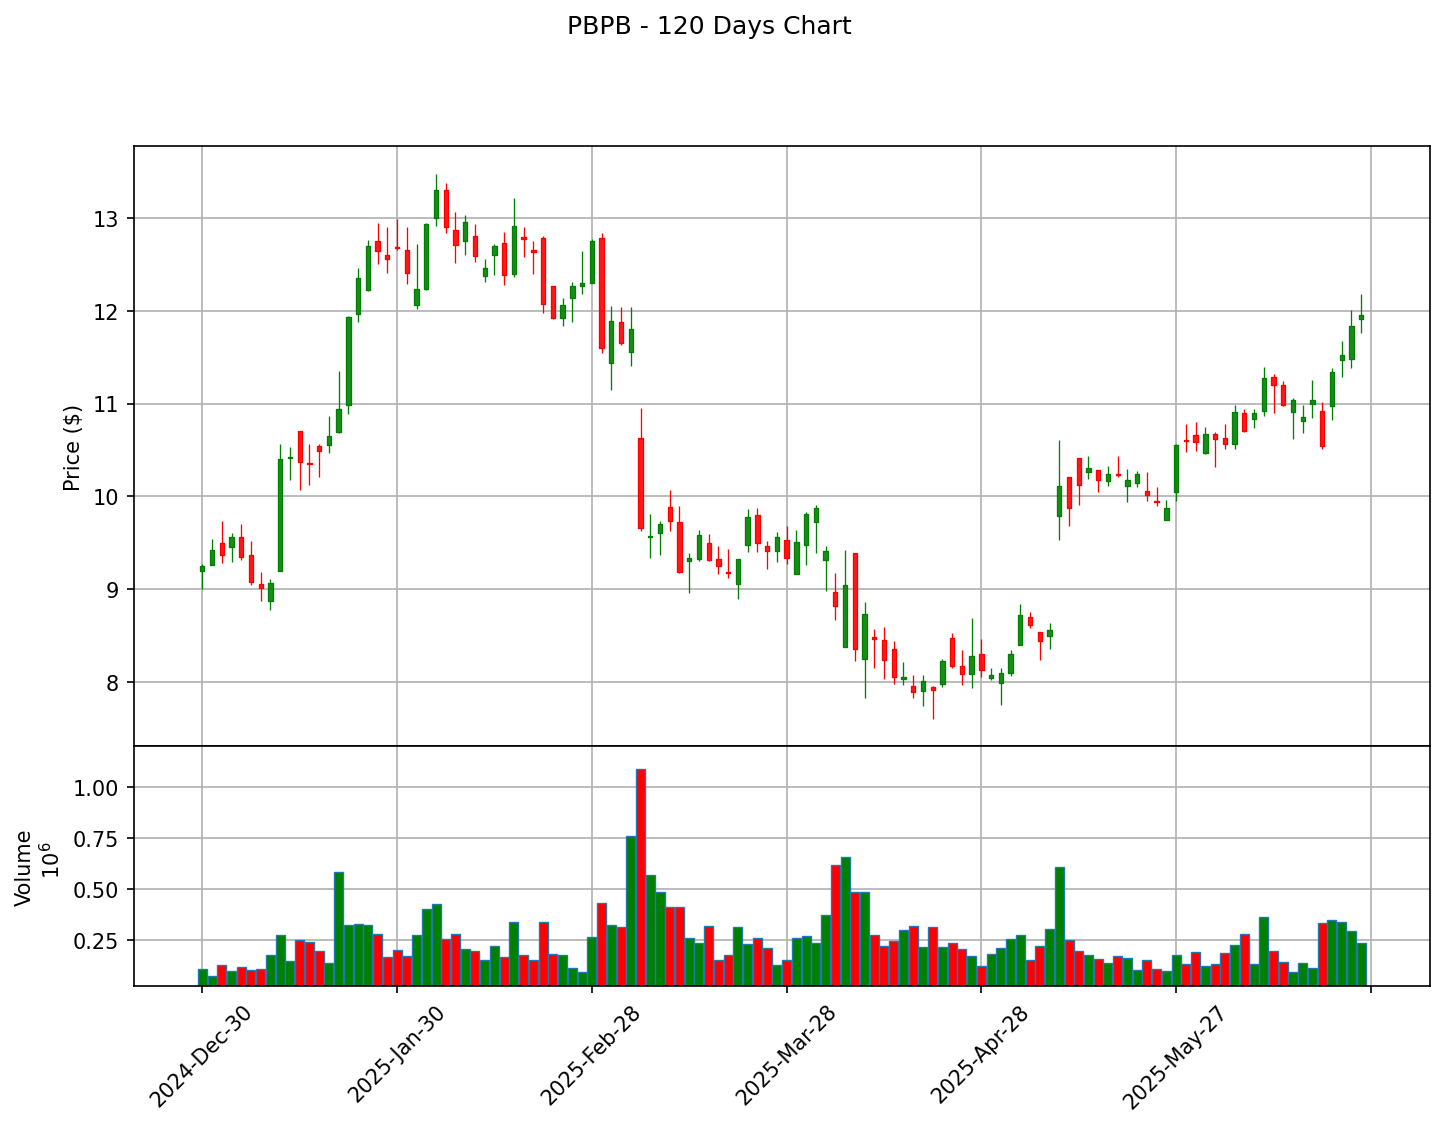 PBPB - 120 Days Chart
Price ($)
13
12
11
10
9
8
Volume
10⁶
1.00
0.75
0.50
0.25
2024-Dec-30
2025-Jan-30
2025-Feb-28
2025-Mar-28
2025-Apr-28
2025-May-27